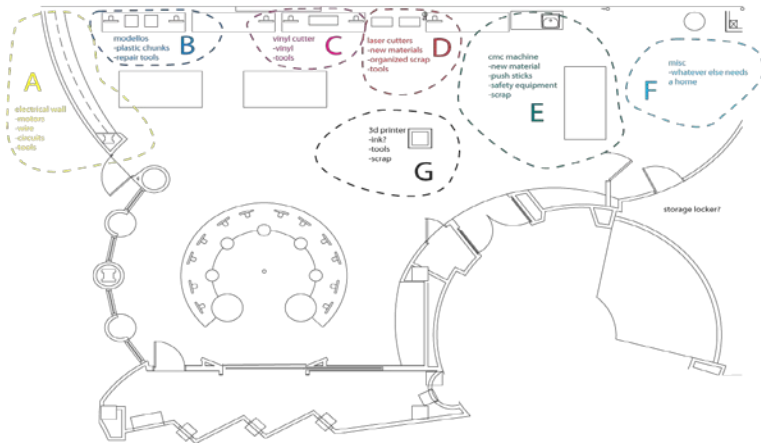 A
electrical wall
-motors
-wire
-circuits
-tools
modellos
-plastic chunks
-repair tools
B
vinyl cutter
-vinyl
-tools
C
laser cutters
-new materials
-organized scrap
-tools
D
cmc machine
-new material
-push sticks
-safety equipment
-scrap
E
misc
-whatever else needs
a home
F
3d printer
-ink?
-tools
-scrap
G
storage locker?